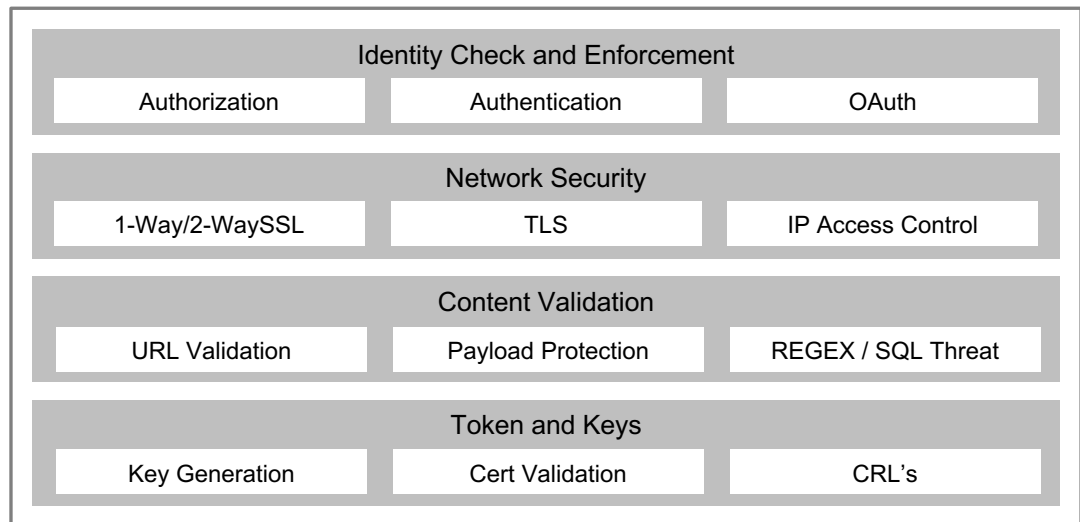 Identity Check and Enforcement
Authorization
Authentication
OAuth
Network Security
1-Way/2-WaySSL
TLS
IP Access Control
Content Validation
URL Validation
Payload Protection
REGEX / SQL Threat
Token and Keys
Key Generation
Cert Validation
CRL's